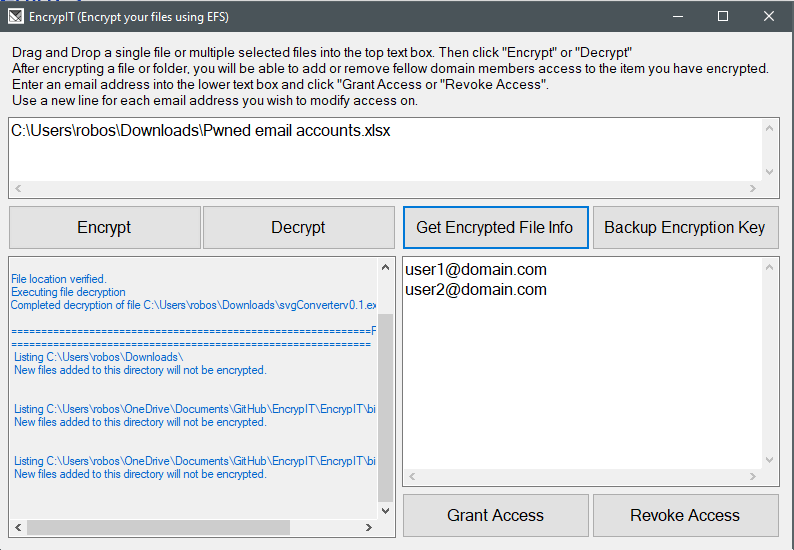 EncrypIT (Encrypt your files using EFS)
Drag and Drop a single file or multiple selected files into the top text box. Then click "Encrypt" or "Decrypt"
After encrypting a file or folder, you will be able to add or remove fellow domain members access to the item you have encrypted.
Enter an email address into the lower text box and click "Grant Access or "Revoke Access".
Use a new line for each email address you wish to modify access on.
C:\Users\robos\Downloads\Pwned email accounts.xlsx
Encrypt
Decrypt
Get Encrypted File Info
Backup Encryption Key
File location verified.
Executing file decryption
Completed decryption of file C:\Users\robos\Downloads\svgConverterv0.1.ex
============================================================F
============================================================
Listing C:\Users\robos\Downloads\
New files added to this directory will not be encrypted.
Listing C:\Users\robos\OneDrive\Documents\GitHub\EncrypIT\EncrypIT\bi
New files added to this directory will not be encrypted.
Listing C:\Users\robos\OneDrive\Documents\GitHub\EncrypIT\EncrypIT\bi
New files added to this directory will not be encrypted.
user1@domain.com
user2@domain.com
Grant Access
Revoke Access